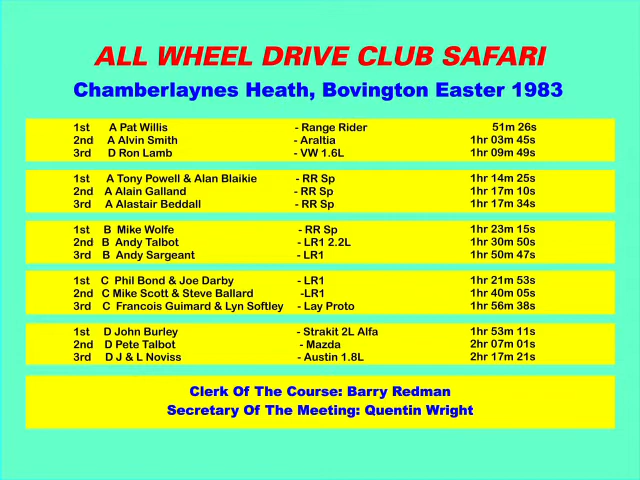 ALL WHEEL DRIVE CLUB SAFARI
Chamberlaynes Heath, Bovington Easter 1983
1st A Pat Willis - Range Rider 51m 26s
2nd A Alvin Smith - Araltia 1hr 03m 45s
3rd D Ron Lamb - VW 1.6L 1hr 09m 49s
1st A Tony Powell & Alan Blaikie - RR Sp 1hr 14m 25s
2nd A Alain Galland - RR Sp 1hr 17m 10s
3rd A Alastair Beddall - RR Sp 1hr 17m 34s
1st B Mike Wolfe - RR Sp 1hr 23m 15s
2nd B Andy Talbot - LR1 2.2L 1hr 30m 50s
3rd B Andy Sargeant - LR1 1hr 50m 47s
1st C Phil Bond & Joe Darby - LR1 1hr 21m 53s
2nd C Mike Scott & Steve Ballard -LR1 1hr 40m 05s
3rd C Francois Guimard & Lyn Softley - Lay Proto 1hr 56m 38s
1st D John Burley - Strakit 2L Alfa 1hr 53m 11s
2nd D Pete Talbot - Mazda 2hr 07m 01s
3rd D J & L Noviss - Austin 1.8L 2hr 17m 21s
Clerk Of The Course: Barry Redman
Secretary Of The Meeting: Quentin Wright